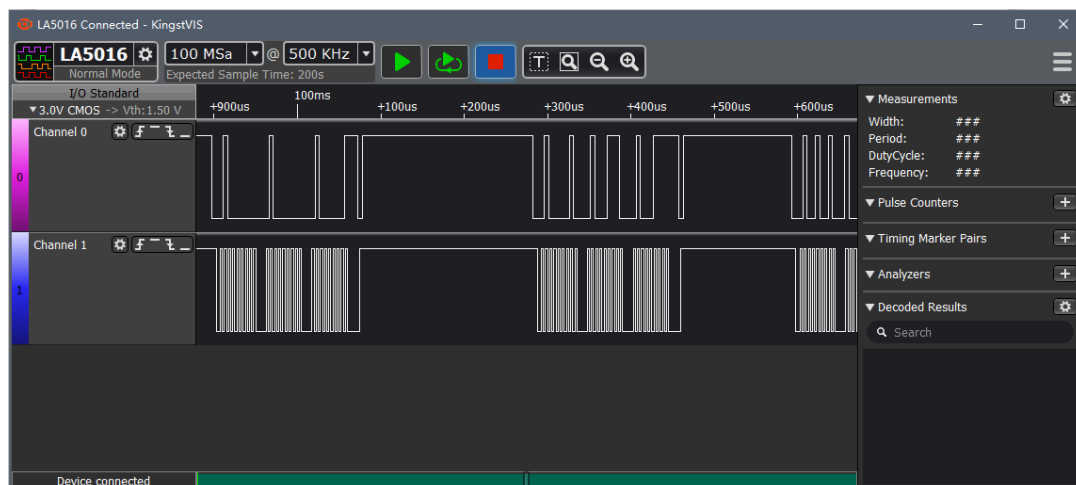 LA5016 Connected - KingstVIS
LA5016
Normal Mode
100 MSa @ 500 KHz
Expected Sample Time: 200s
I/O Standard
3.0V CMOS -> Vth:1.50 V
+900us
100ms
+100us
+200us
+300us
+400us
+500us
+600us
Channel 0
0
Channel 1
1
Measurements
Width: ###
Period: ###
DutyCycle: ###
Frequency: ###
Pulse Counters
Timing Marker Pairs
Analyzers
Decoded Results
Search
Device connected